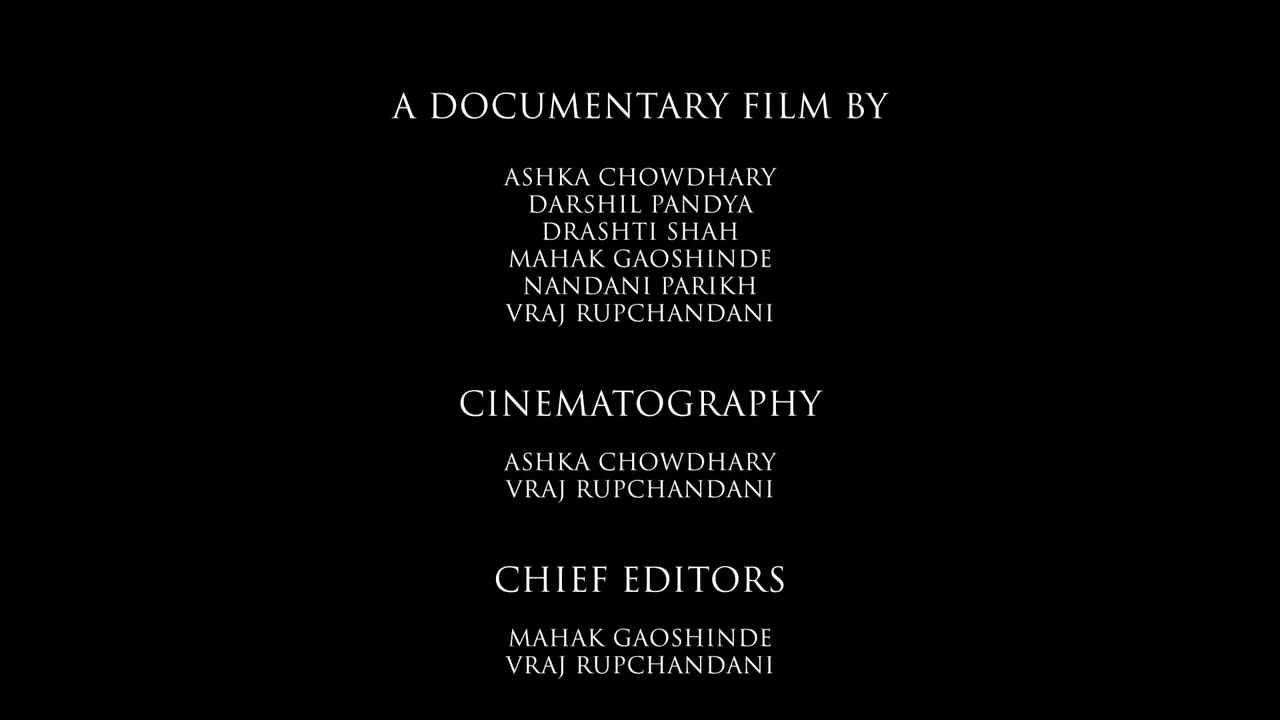 A DOCUMENTARY FILM BY
ASHKA CHOWDHARY
DARSHIL PANDYA
DRASHTI SHAH
MAHAK GAOSHINDE
NANDANI PARIKH
VRAJ RUPCHANDANI
CINEMATOGRAPHY
ASHKA CHOWDHARY
VRAJ RUPCHANDANI
CHIEF EDITORS
MAHAK GAOSHINDE
VRAJ RUPCHANDANI